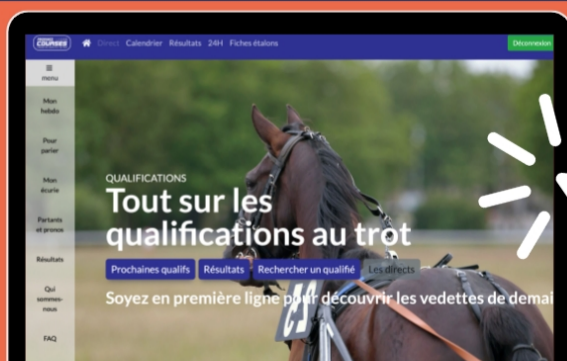 COURSES
Direct Calendrier Résultats 24H Fiches étalons
Déconnexion
menu
Mon
hebdo
Pour
parier
Mon
écurie
Partants
et pronos
Résultats
Qui
sommes-
nous
FAQ
QUALIFICATIONS
Tout sur les
qualifications au trot
Prochaines qualifs Résultats Rechercher un qualifié Les directs
Soyez en première ligne pour découvrir les vedettes de demai